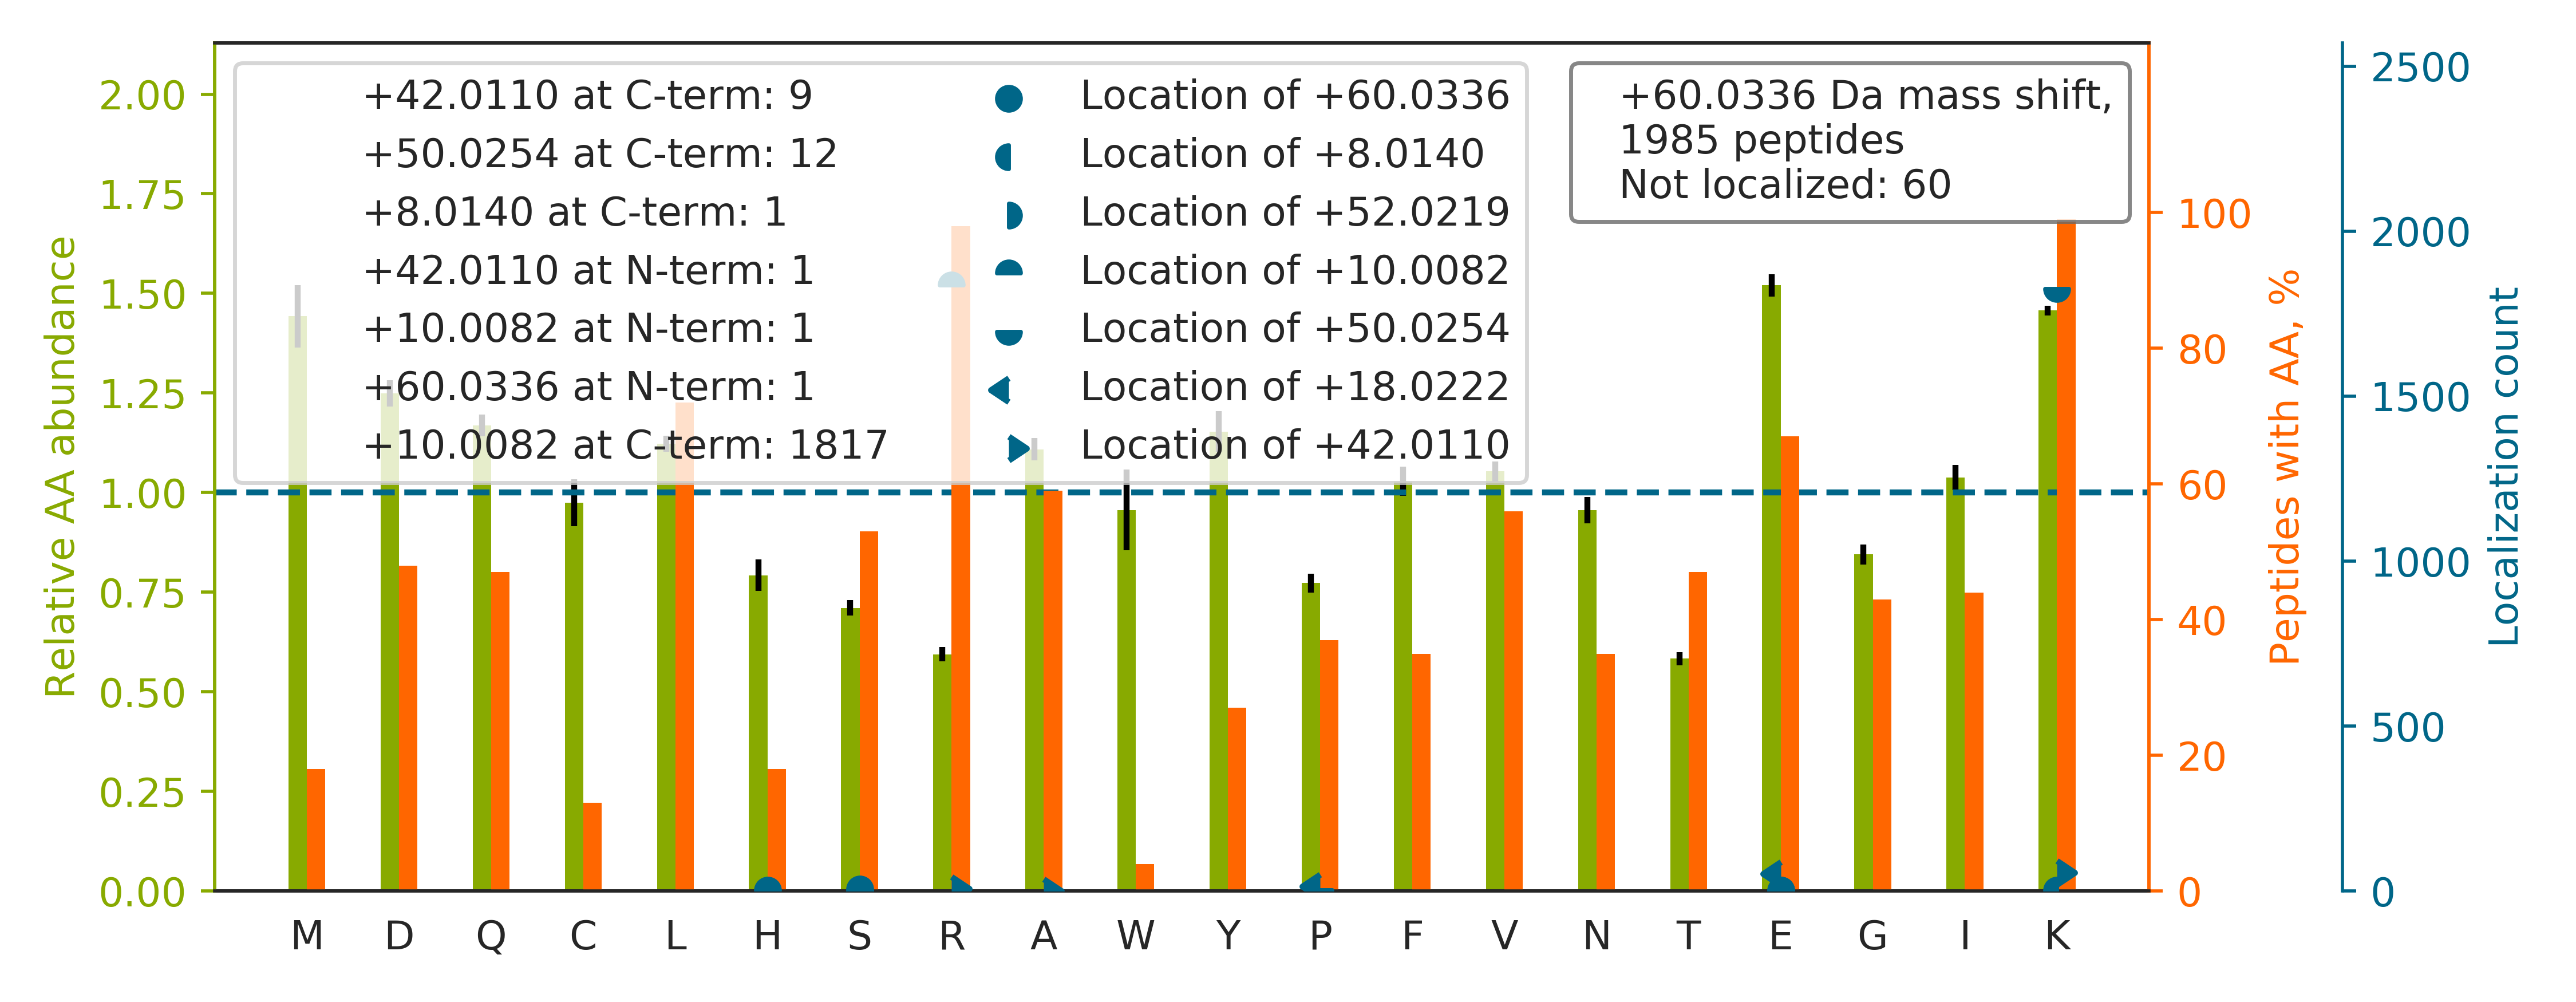 +42.0110 at C-term: 9
+50.0254 at C-term: 12
+8.0140 at C-term: 1
+42.0110 at N-term: 1
+10.0082 at N-term: 1
+60.0336 at N-term: 1
+10.0082 at C-term: 1817
Location of +60.0336
Location of +8.0140
Location of +52.0219
Location of +10.0082
Location of +50.0254
Location of +18.0222
Location of +42.0110
+60.0336 Da mass shift,
1985 peptides
Not localized: 60
Relative AA abundance
2.00
1.75
1.50
1.25
1.00
0.75
0.50
0.25
0.00
M D Q C L H S R A W Y P F V N T E G I K
100
80
60
40
20
0
Peptides with AA, %
2500
2000
1500
1000
500
0
Localization count